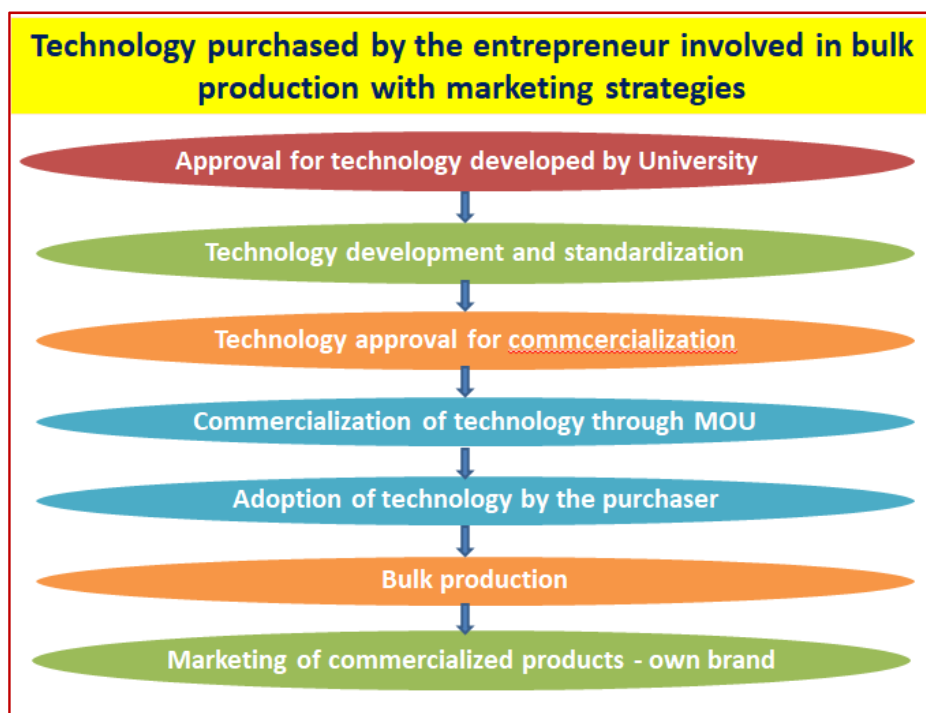 Technology purchased by the entrepreneur involved in bulk
production with marketing strategies
Approval for technology developed by University
Technology development and standardization
Technology approval for commcercialization
Commercialization of technology through MOU
Adoption of technology by the purchaser
Bulk production
Marketing of commercialized products - own brand